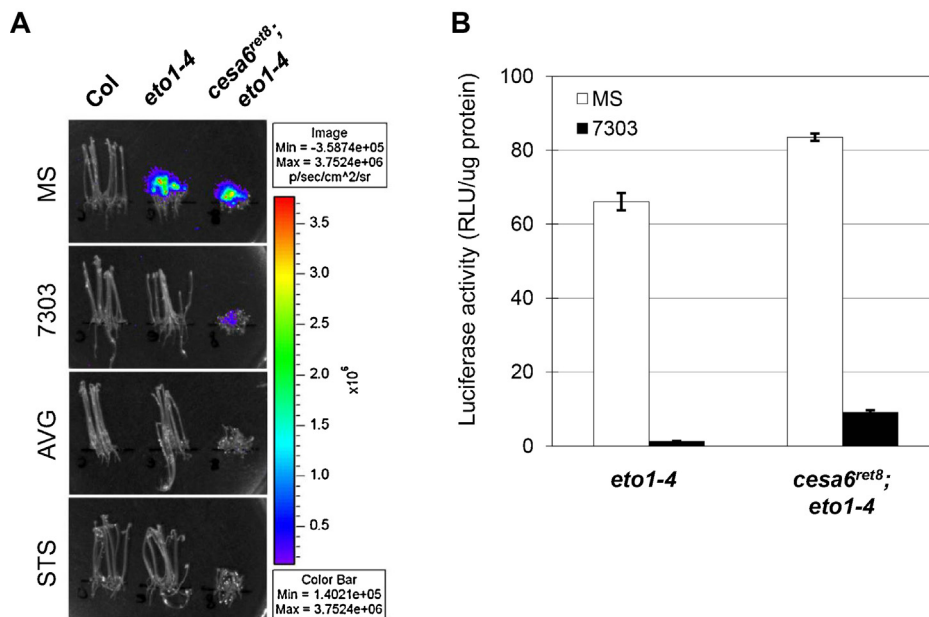 A
B
Col
eto1-4
cesa6ret8;
eto1-4
MS
7303
AVG
STS
Image
Min = -3.5874e+05
Max = 3.7524e+06
p/sec/cm^2/sr
3.5
3.0
2.5
2.0
x10⁶
1.5
1.0
0.5
Color Bar
Min = 1.4021e+05
Max = 3.7524e+06
Luciferase activity (RLU/ug protein)
100
80
60
40
20
0
MS
7303
eto1-4
cesa6ret8;
eto1-4